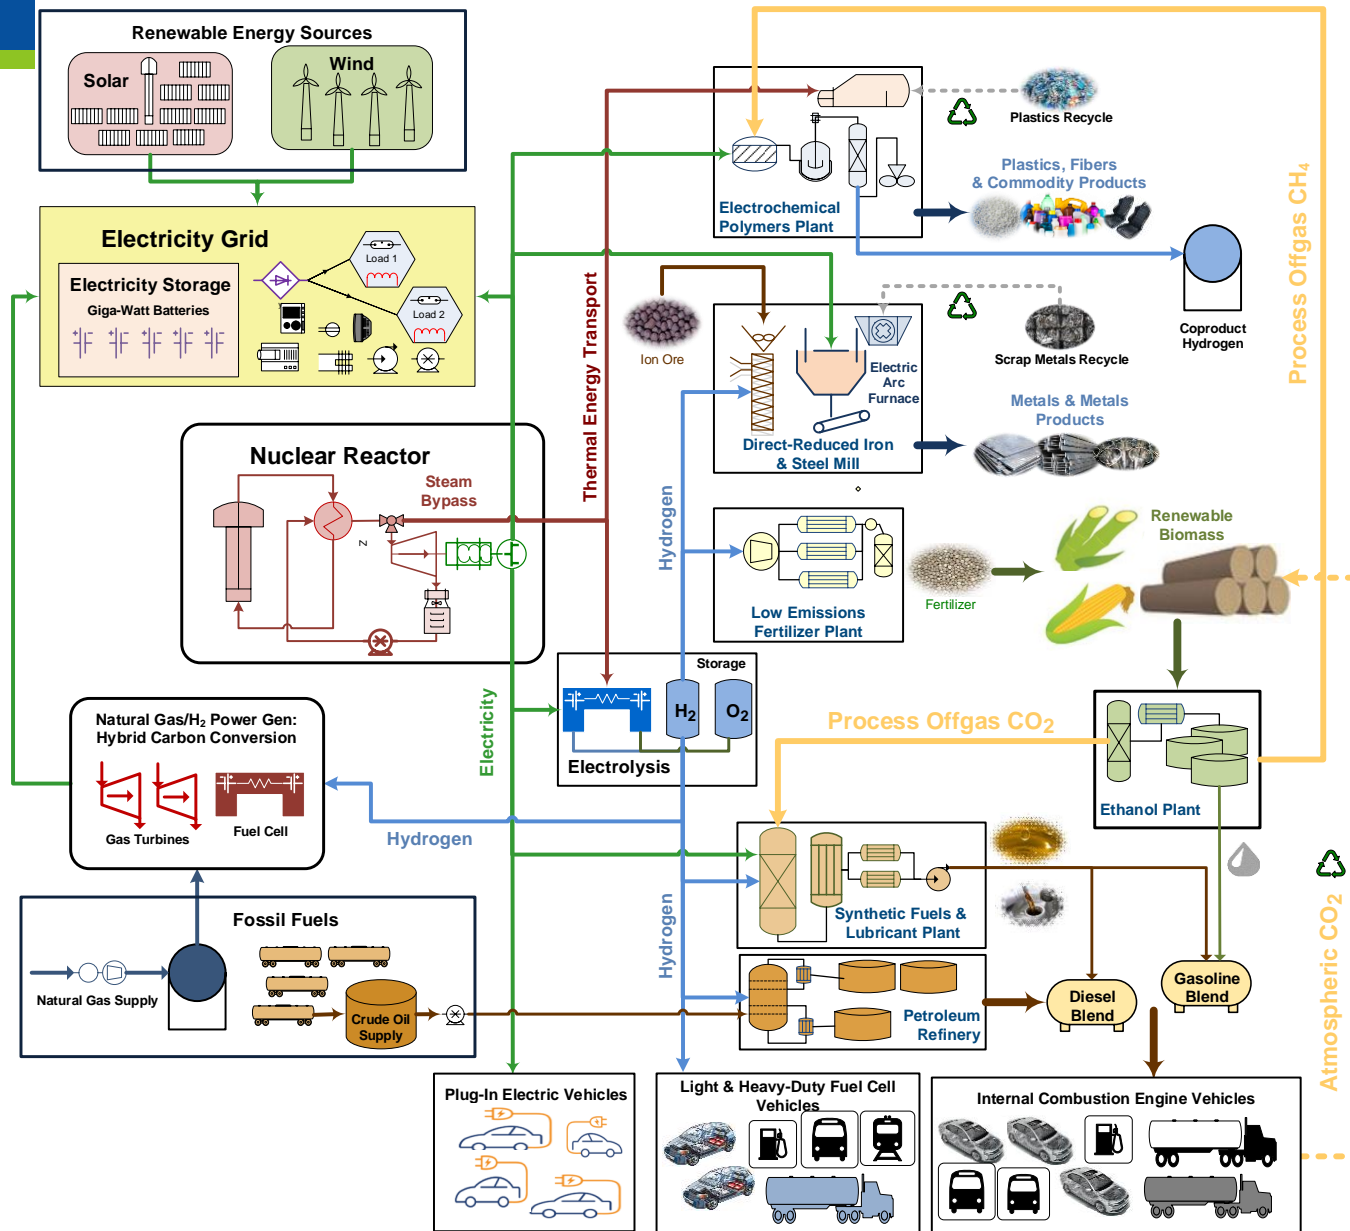 Renewable Energy Sources
Solar
Wind
Electricity Grid
Electricity Storage
Giga-Watt Batteries
Load 1
Load 2
Plastics Recycle
Plastics, Fibers
& Commodity Products
Electrochemical
Polymers Plant
Process Offgas CH4
Coproduct
Hydrogen
Thermal Energy Transport
Ion Ore
Electric
Arc
Furnace
Direct-Reduced Iron
& Steel Mill
Scrap Metals Recycle
Metals & Metals
Products
Nuclear Reactor
Steam
Bypass
Z
Hydrogen
Low Emissions
Fertilizer Plant
Fertilizer
Renewable
Biomass
Storage
H2
O2
Electrolysis
Electricity
Natural Gas/H2 Power Gen:
Hybrid Carbon Conversion
Gas Turbines
Fuel Cell
Hydrogen
Process Offgas CO2
Ethanol Plant
Synthetic Fuels &
Lubricant Plant
Hydrogen
Fossil Fuels
Natural Gas Supply
Crude Oil
Supply
Petroleum
Refinery
Diesel
Blend
Gasoline
Blend
Atmospheric CO2
Plug-In Electric Vehicles
Light & Heavy-Duty Fuel Cell
Vehicles
Internal Combustion Engine Vehicles